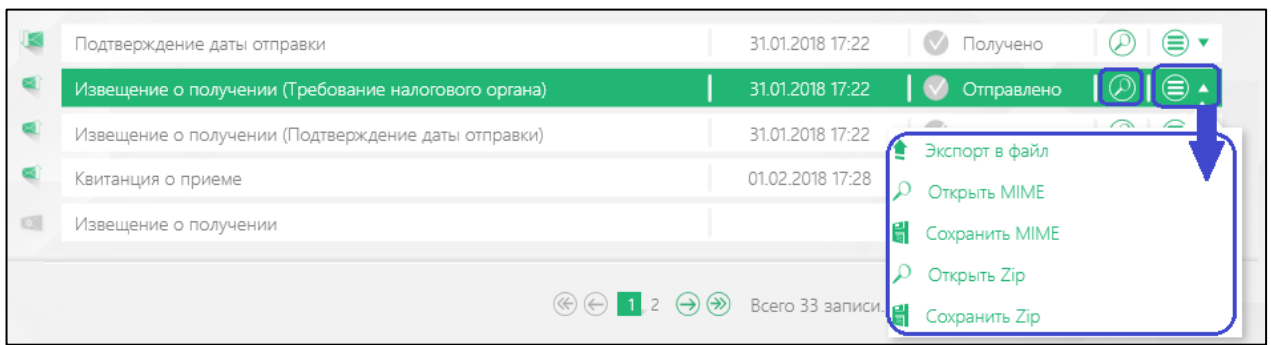 Подтверждение даты отправки 31.01.2018 17:22 Получено
Извещение о получении (Требование налогового органа) 31.01.2018 17:22 Отправлено
Извещение о получении (Подтверждение даты отправки) 31.01.2018 17:22
Экспорт в файл
Квитанция о приеме 01.02.2018 17:28
Открыть MIME
Извещение о получении
Сохранить MIME
Открыть Zip
1 2 Всего 33 записи.
Сохранить Zip